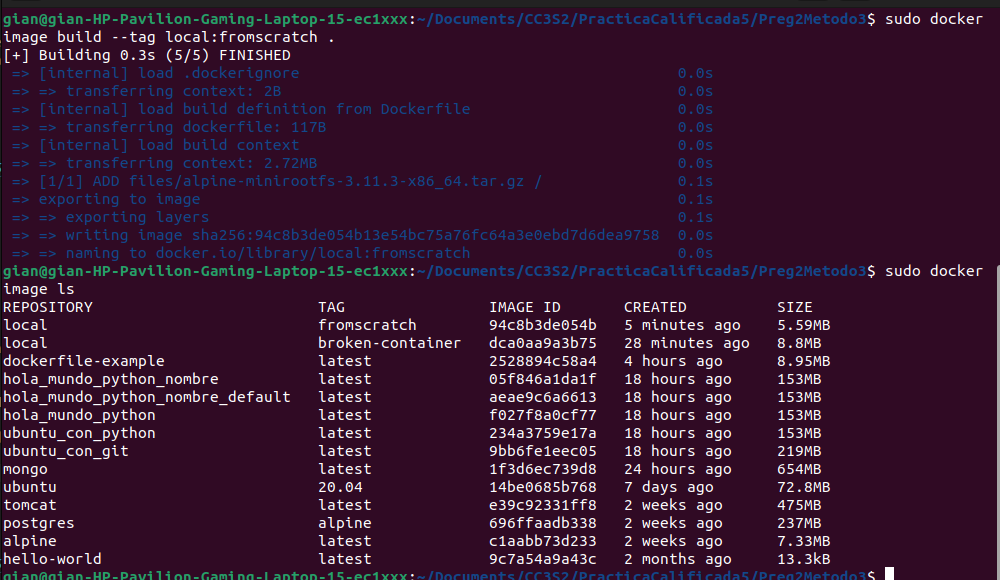 gian@gian-HP-Pavilion-Gaming-Laptop-15-ec1xxx:~/Documents/CC3S2/PracticaCalificada5/Preg2Metodo3$ sudo docker
image build --tag local:fromscratch .
[+] Building 0.3s (5/5) FINISHED
=> [internal] load .dockerignore 0.0s
=> => transferring context: 2B 0.0s
=> [internal] load build definition from Dockerfile 0.0s
=> => transferring dockerfile: 117B 0.0s
=> [internal] load build context 0.0s
=> => transferring context: 2.72MB 0.0s
=> [1/1] ADD files/alpine-minirootfs-3.11.3-x86_64.tar.gz / 0.1s
=> exporting to image 0.1s
=> => exporting layers 0.1s
=> => writing image sha256:94c8b3de054b13e54bc75a76fc64a3e0ebd7d6dea9758 0.0s
=> => naming to docker.io/library/local:fromscratch 0.0s
gian@gian-HP-Pavilion-Gaming-Laptop-15-ec1xxx:~/Documents/CC3S2/PracticaCalificada5/Preg2Metodo3$ sudo docker
image ls
REPOSITORY TAG IMAGE ID CREATED SIZE
local fromscratch 94c8b3de054b 5 minutes ago 5.59MB
local broken-container dca0aa9a3b75 28 minutes ago 8.8MB
dockerfile-example latest 2528894c58a4 4 hours ago 8.95MB
hola_mundo_python_nombre latest 05f846a1da1f 18 hours ago 153MB
hola_mundo_python_nombre_default latest aeae9c6a6613 18 hours ago 153MB
hola_mundo_python latest f027f8a0cf77 18 hours ago 153MB
ubuntu_con_python latest 234a3759e17a 18 hours ago 153MB
ubuntu_con_git latest 9bb6fe1eec05 18 hours ago 219MB
mongo latest 1f3d6ec739d8 24 hours ago 654MB
ubuntu 20.04 14be0685b768 7 days ago 72.8MB
tomcat latest e39c92331ff8 2 weeks ago 475MB
postgres alpine 696ffaadb338 2 weeks ago 237MB
alpine latest c1aabb73d233 2 weeks ago 7.33MB
hello-world latest 9c7a54a9a43c 2 months ago 13.3kB
gian@gian-HP-Pavilion-Gaming-Laptop-15-ec1xxx:~/Documents/CC3S2/PracticaCalificada5/Preg2Metodo3$